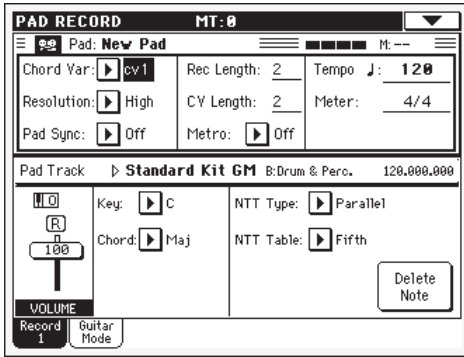 PAD RECORD MT:0
Pad: New Pad M: --
Chord Var: cv1 Rec Length: 2 Tempo ♩: 120
Resolution: High CV Length: 2 Meter: 4/4
Pad Sync: Off Metro: Off
Pad Track Standard Kit GM B:Drum & Perc. 120.000.000
Key: C NTT Type: Parallel
R
100 Chord: Maj NTT Table: Fifth
Delete
Note
VOLUME
Record
1
Guitar
Mode